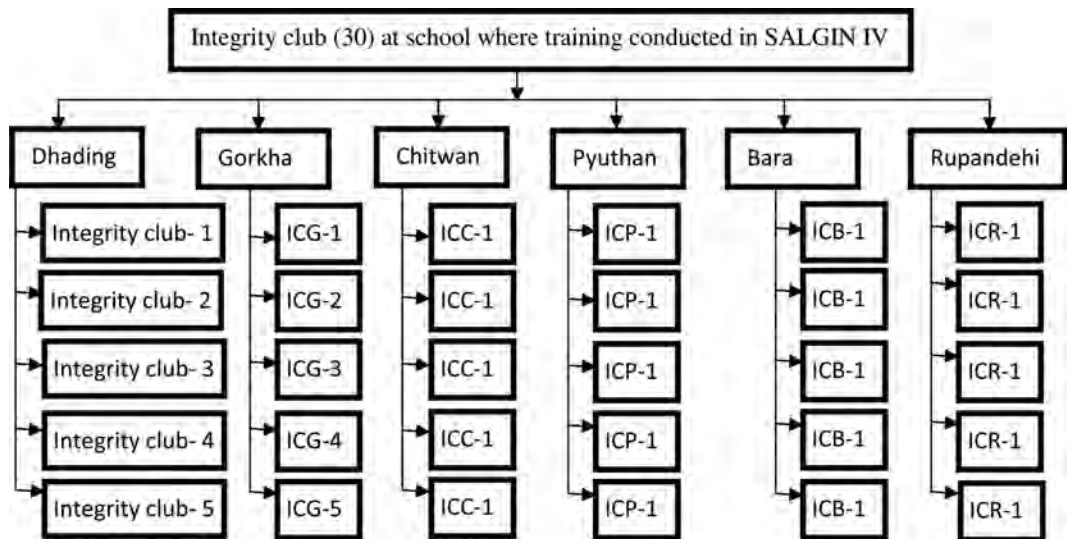 Integrity club (30) at school where training conducted in SALGIN IV
Dhading
Gorkha
Chitwan
Pyuthan
Bara
Rupandehi
Integrity club- 1
ICG-1
ICC-1
ICP-1
ICB-1
ICR-1
Integrity club- 2
ICG-2
ICC-1
ICP-1
ICB-1
ICR-1
Integrity club- 3
ICG-3
ICC-1
ICP-1
ICB-1
ICR-1
Integrity club- 4
ICG-4
ICC-1
ICP-1
ICB-1
ICR-1
Integrity club- 5
ICG-5
ICC-1
ICP-1
ICB-1
ICR-1